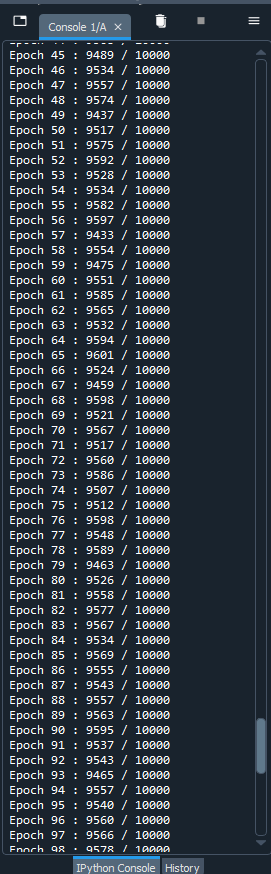 Console 1/A
Epoch 45 : 9489 / 10000
Epoch 46 : 9534 / 10000
Epoch 47 : 9557 / 10000
Epoch 48 : 9574 / 10000
Epoch 49 : 9437 / 10000
Epoch 50 : 9517 / 10000
Epoch 51 : 9575 / 10000
Epoch 52 : 9592 / 10000
Epoch 53 : 9528 / 10000
Epoch 54 : 9534 / 10000
Epoch 55 : 9582 / 10000
Epoch 56 : 9597 / 10000
Epoch 57 : 9433 / 10000
Epoch 58 : 9554 / 10000
Epoch 59 : 9475 / 10000
Epoch 60 : 9551 / 10000
Epoch 61 : 9585 / 10000
Epoch 62 : 9565 / 10000
Epoch 63 : 9532 / 10000
Epoch 64 : 9594 / 10000
Epoch 65 : 9601 / 10000
Epoch 66 : 9524 / 10000
Epoch 67 : 9459 / 10000
Epoch 68 : 9598 / 10000
Epoch 69 : 9521 / 10000
Epoch 70 : 9567 / 10000
Epoch 71 : 9517 / 10000
Epoch 72 : 9560 / 10000
Epoch 73 : 9586 / 10000
Epoch 74 : 9507 / 10000
Epoch 75 : 9512 / 10000
Epoch 76 : 9598 / 10000
Epoch 77 : 9548 / 10000
Epoch 78 : 9589 / 10000
Epoch 79 : 9463 / 10000
Epoch 80 : 9526 / 10000
Epoch 81 : 9558 / 10000
Epoch 82 : 9577 / 10000
Epoch 83 : 9567 / 10000
Epoch 84 : 9534 / 10000
Epoch 85 : 9569 / 10000
Epoch 86 : 9555 / 10000
Epoch 87 : 9543 / 10000
Epoch 88 : 9557 / 10000
Epoch 89 : 9563 / 10000
Epoch 90 : 9595 / 10000
Epoch 91 : 9537 / 10000
Epoch 92 : 9543 / 10000
Epoch 93 : 9465 / 10000
Epoch 94 : 9557 / 10000
Epoch 95 : 9540 / 10000
Epoch 96 : 9560 / 10000
Epoch 97 : 9566 / 10000
Epoch 98 : 9578 / 10000
IPython Console History